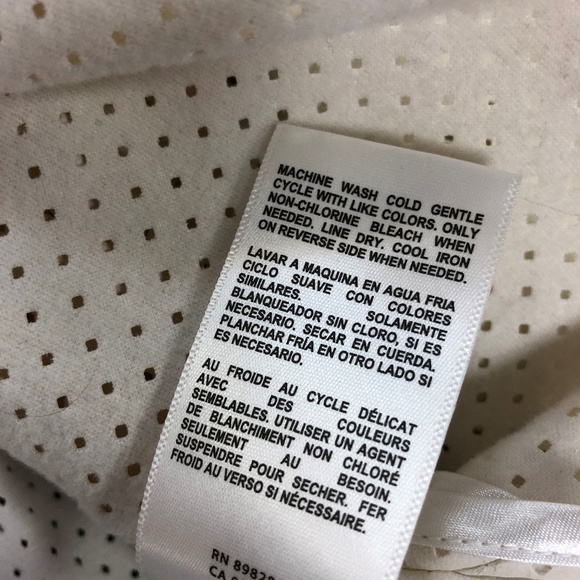 MACHINE WASH COLD GENTLE
CYCLE WITH LIKE COLORS. ONLY
NON-CHLORINE BLEACH WHEN
NEEDED. LINE DRY. COOL IRON
ON REVERSE SIDE WHEN NEEDED.
LAVAR A MAQUINA EN AGUA FRIA
CICLO SUAVE CON COLORES
SIMILARES. SOLAMENTE
BLANQUEADOR SIN CLORO, SI ES
NECESARIO. SECAR EN CUERDA.
PLANCHAR FRÍA EN OTRO LADO SI
ES NECESARIO.
AU FROIDE AU CYCLE DÉLICAT
AVEC DES COULEURS
SEMBLABLES. UTILISER UN AGENT
DE BLANCHIMENT NON CHLORÉ
SEULEMENT AU BESOIN.
SUSPENDRE POUR SECHER. FER
FROID AU VERSO SI NÉCESSAIRE.
RN
CA